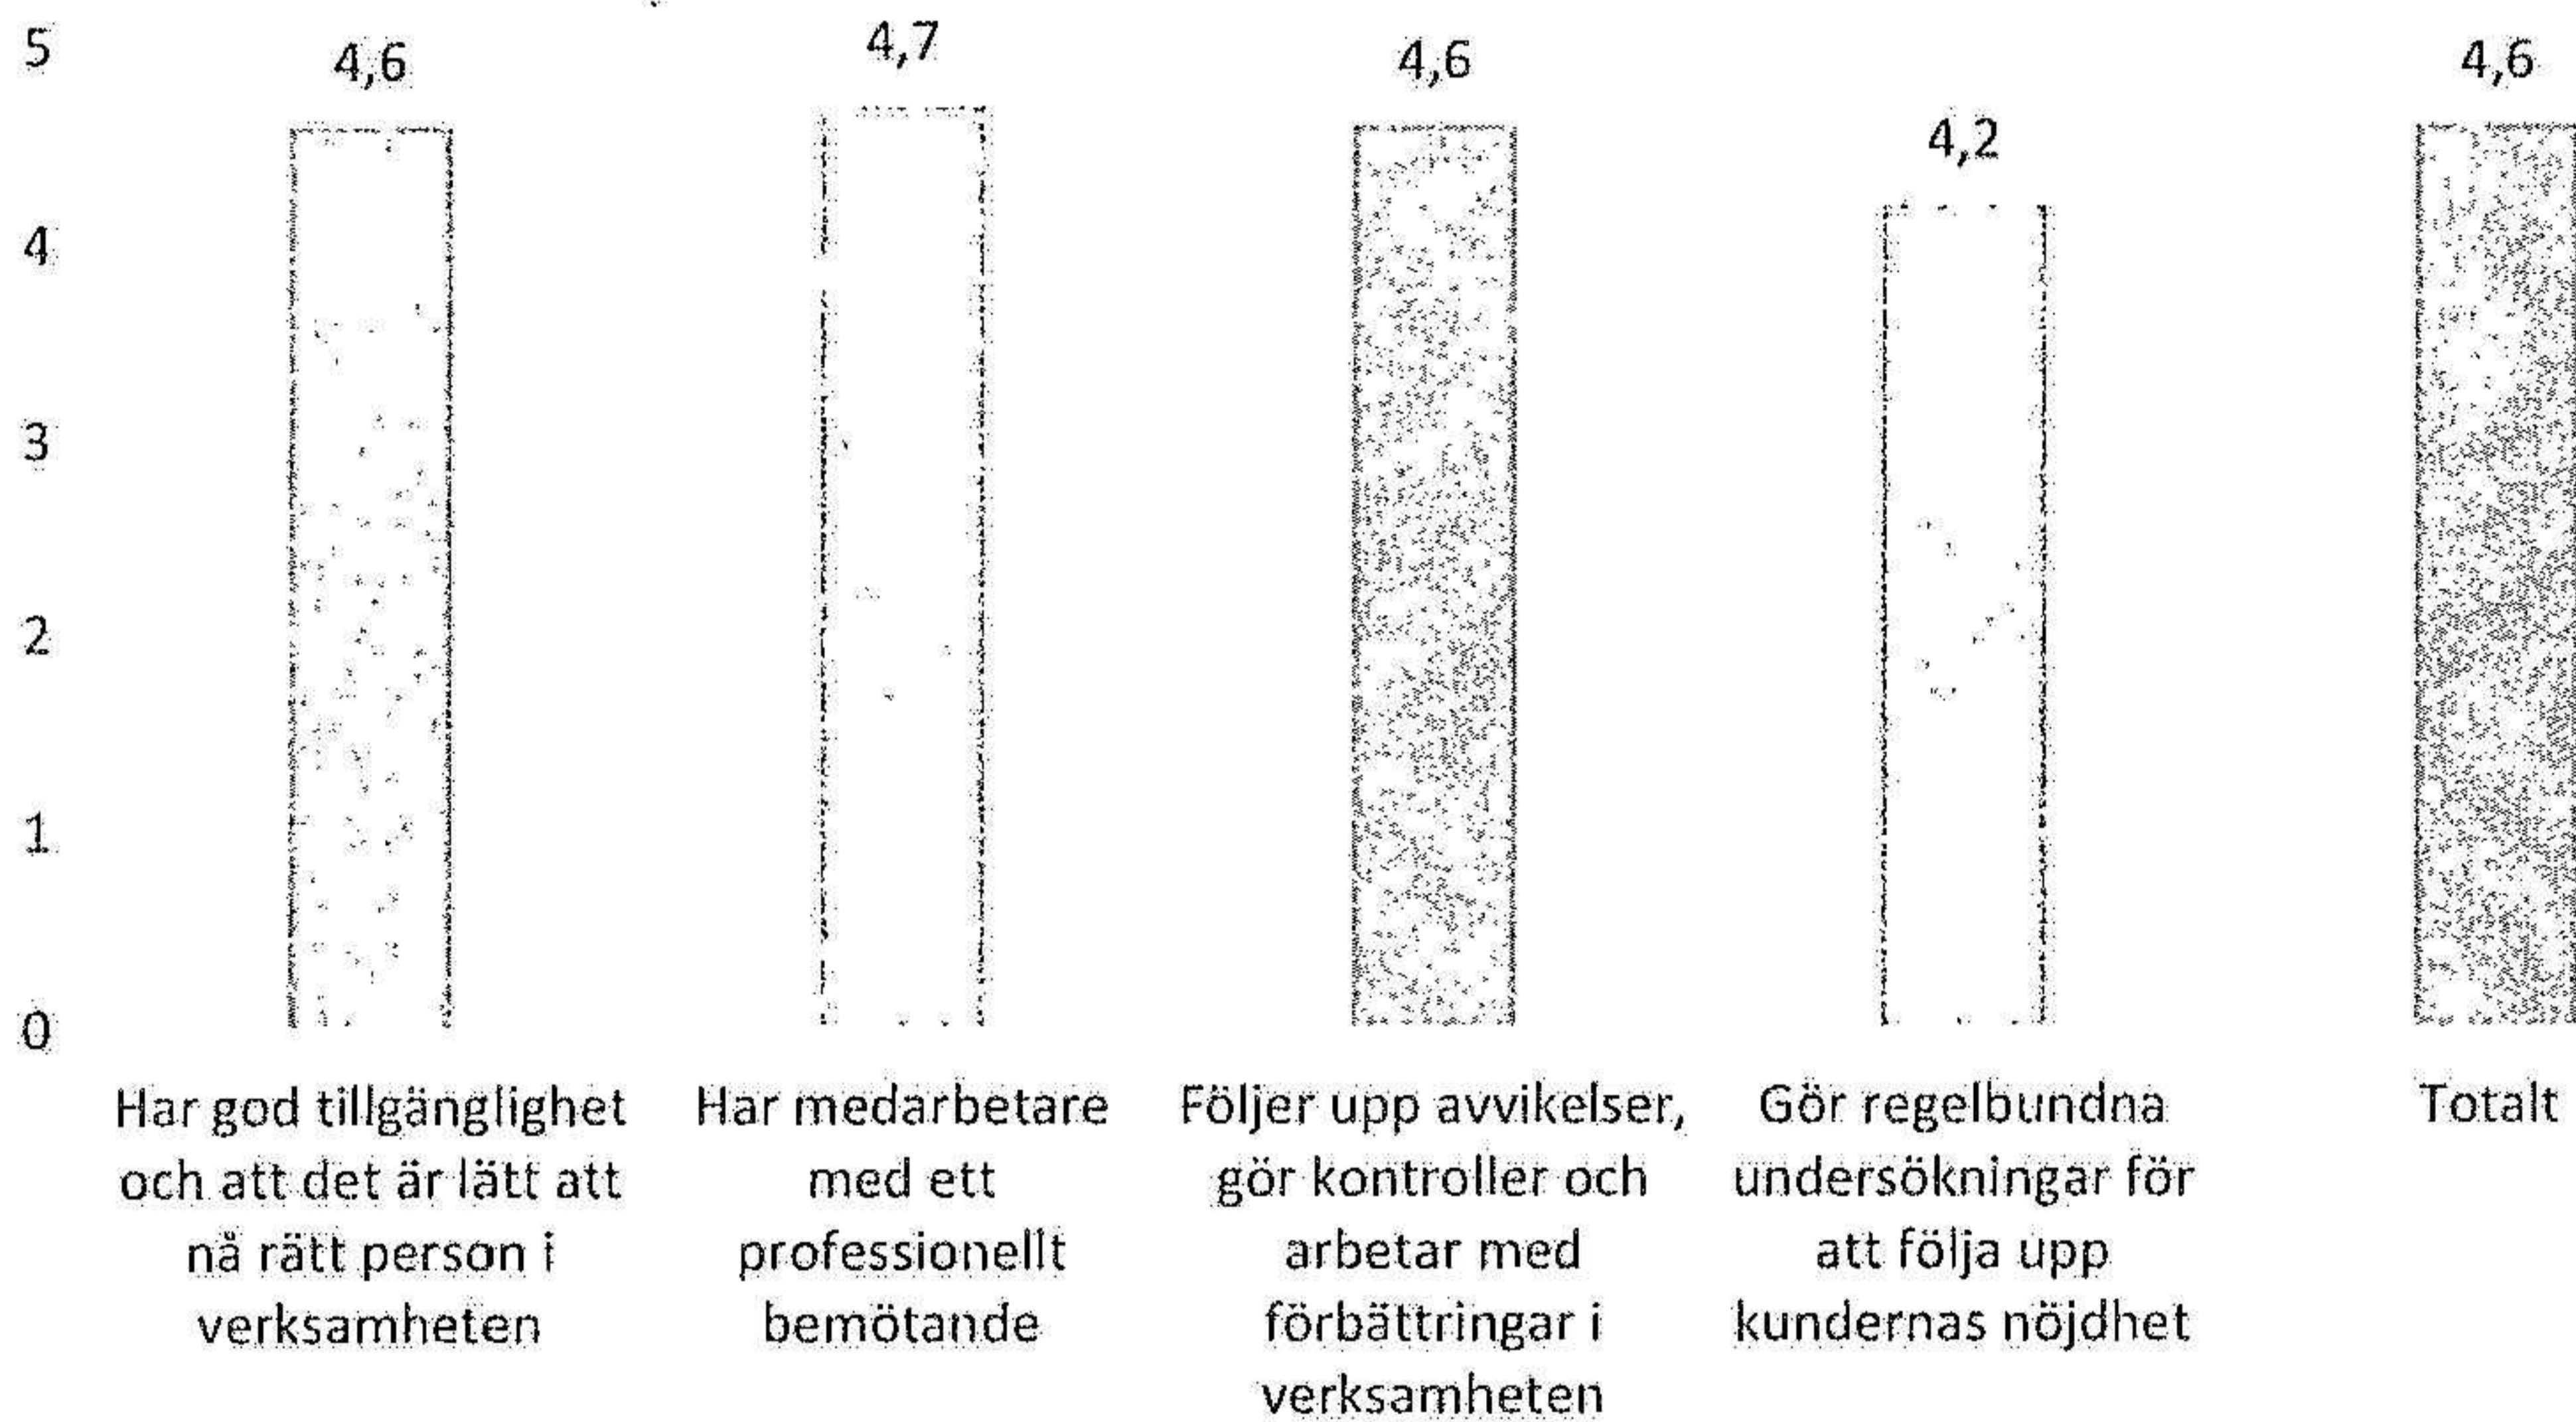 5
4
3
2
1
0
4,6
4,7
4,6
4,2
4,6
Har god tillgänglighet
och att det är lätt att
nå rätt person i
verksamheten
Har medarbetare
med ett
professionellt
bemötande
Följer upp avvikelser,
gör kontroller och
arbetar med
förbättringar i
verksamheten
Gör regelbundna
undersökningar för
att följa upp
kundernas nöjdhet
Totalt